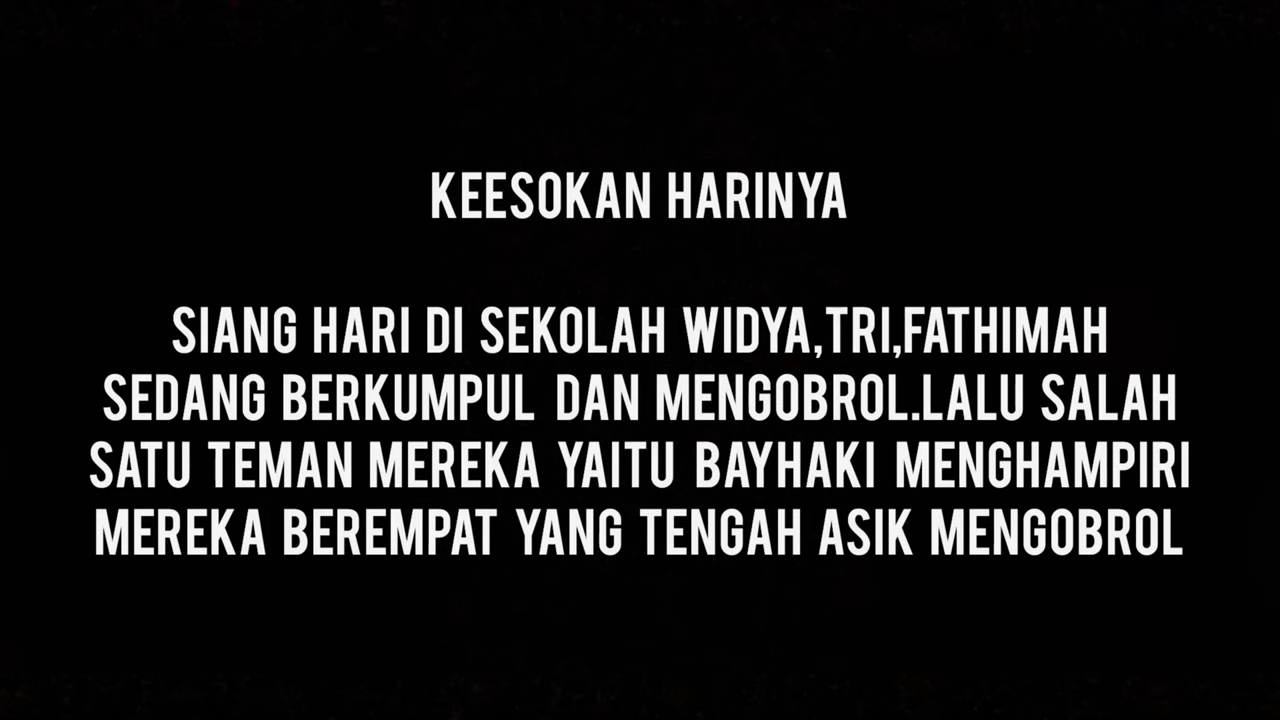 KEESOKAN HARINYA
SIANG HARI DI SEKOLAH WIDYA,TRI,FATHIMAH
SEDANG BERKUMPUL DAN MENGOBROL.LALU SALAH
SATU TEMAN MEREKA YAITU BAYHAKI MENGHAMPIRI
MEREKA BEREMPAT YANG TENGAH ASIK MENGOBROL